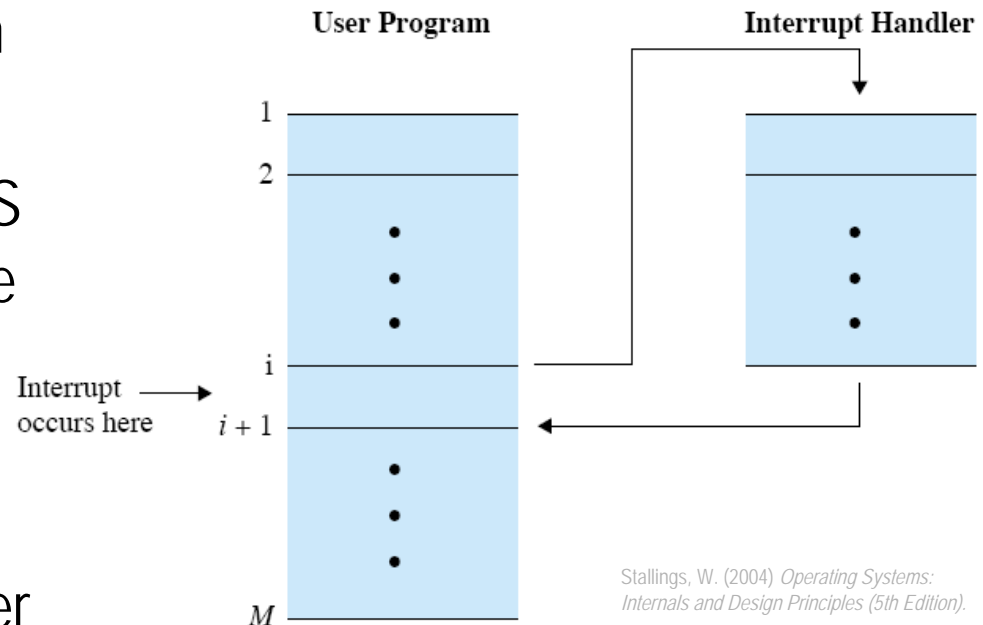 User Program
Interrupt Handler
1
2
s
e
i
Interrupt
occurs here
i + 1
er
M
Stallings, W. (2004) Operating Systems:
Internals and Design Principles (5th Edition).